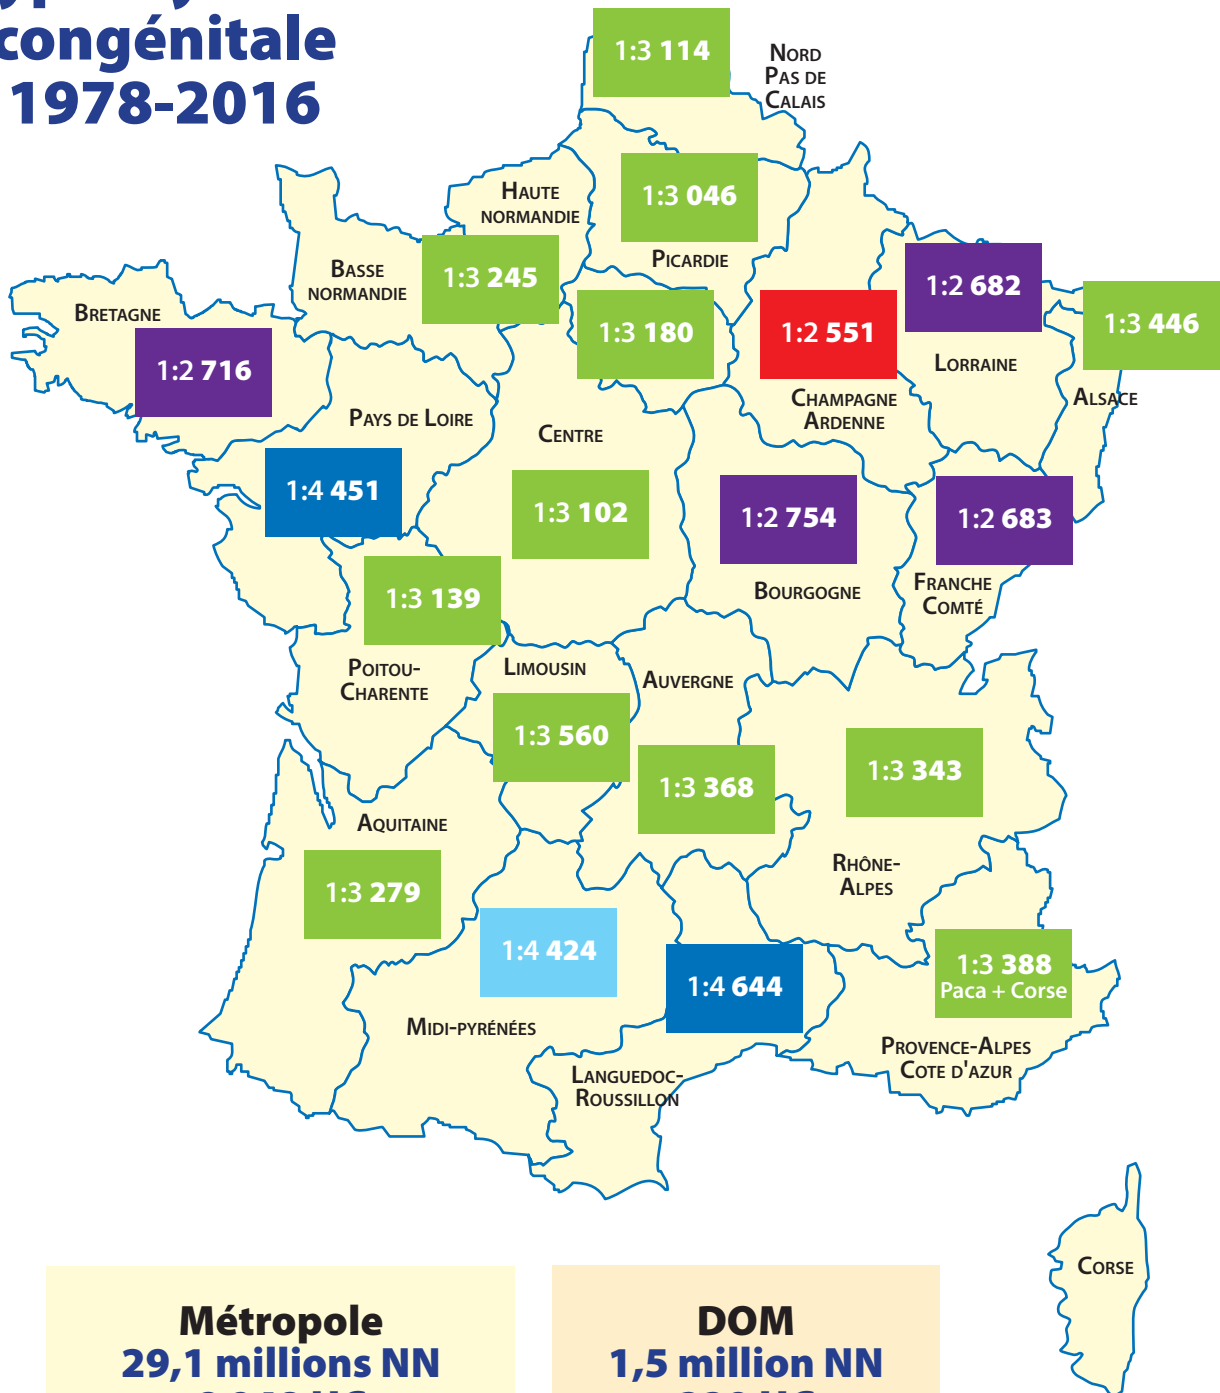 congénitale
1978-2016
1:3 114
NORD
PAS DE
CALAIS
1:3 046
PICARDIE
HAUTE
NORMANDIE
BASSE
NORMANDIE
1:3 245
1:3 180
1:2 551
CHAMPAGNE
ARDENNE
1:2 682
LORRAINE
1:3 446
ALSACE
BRETAGNE
1:2 716
PAYS DE LOIRE
1:4 451
CENTRE
1:3 102
1:2 754
BOURGOGNE
1:2 683
FRANCHE
COMTÉ
1:3 139
POITOU-
CHARENTE
LIMOUSIN
1:3 560
AUVERGNE
1:3 368
1:3 343
RHÔNE-
ALPES
AQUITAINE
1:3 279
1:4 424
MIDI-PYRÉNÉES
1:4 644
LANGUEDOC-
ROUSSILLON
1:3 388
Paca + Corse
PROVENCE-ALPES
COTE D'AZUR
CORSE
Métropole
29,1 millions NN
DOM
1,5 million NN